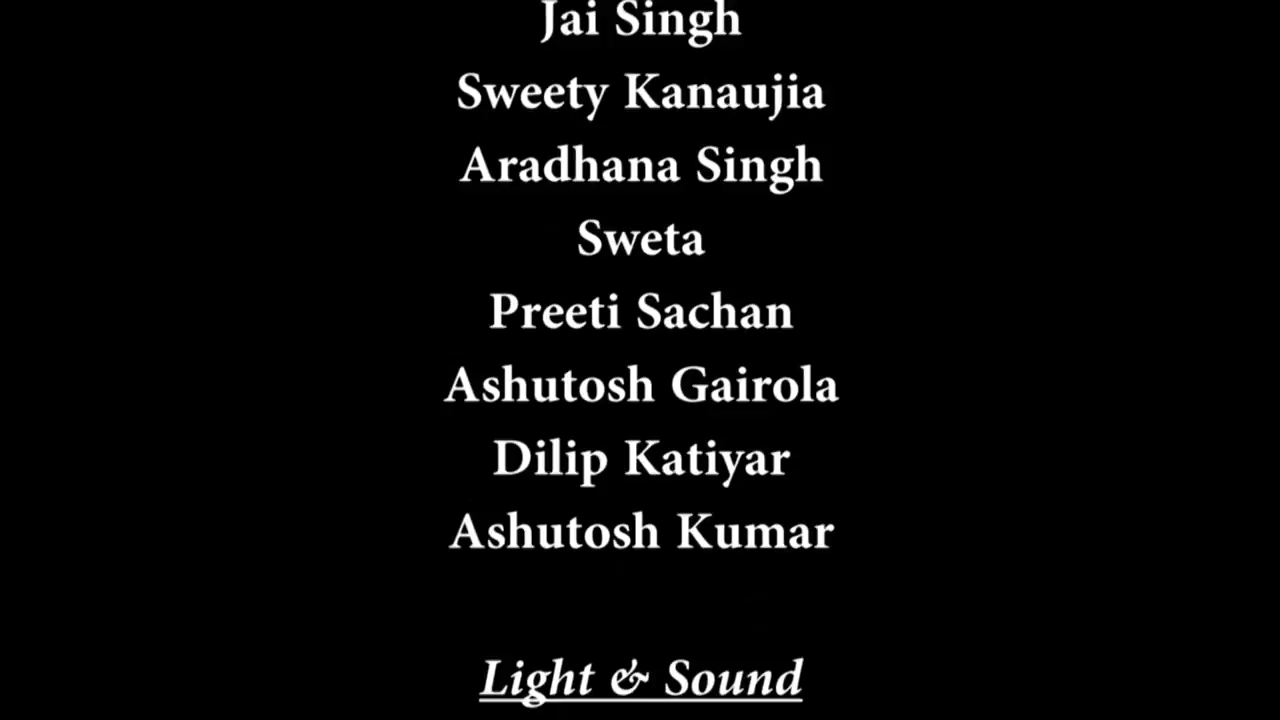 Jai Singh
Sweety Kanaujia
Aradhana Singh
Sweta
Preeti Sachan
Ashutosh Gairola
Dilip Katiyar
Ashutosh Kumar
Light & Sound